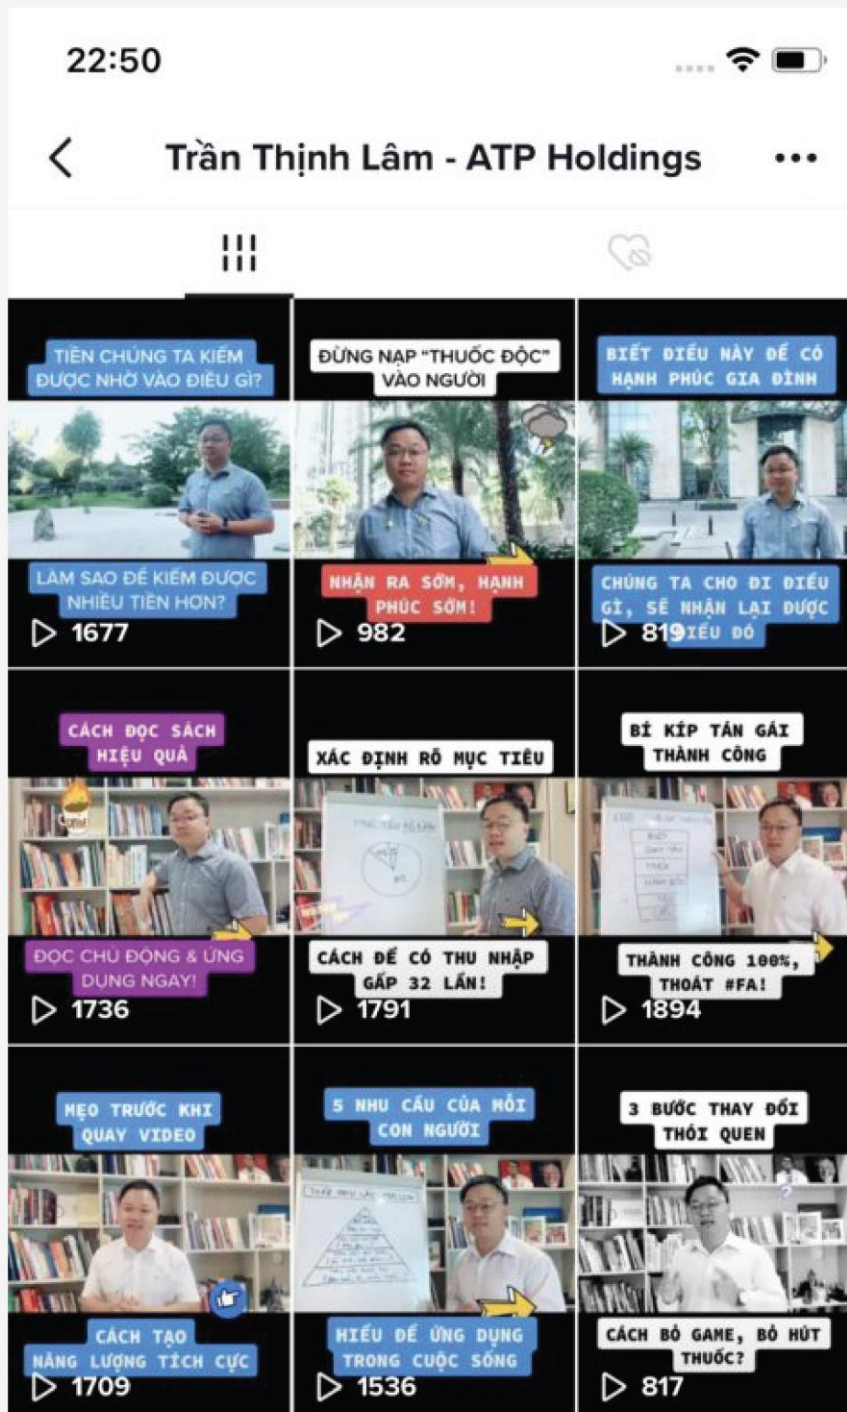 22:50
Trần Thịnh Lâm - ATP Holdings
TIỀN CHÚNG TA KIẾM
ĐƯỢC NHỜ VÀO ĐIỀU GÌ?
LÀM SAO ĐỂ KIẾM ĐƯỢC
NHIỀU TIỀN HƠN?
1677
ĐỪNG NẠP “THUỐC ĐỘC”
VÀO NGƯỜI
NHẬN RA SỚM, HẠNH
PHÚC SỚM!
982
BIẾT ĐIỀU NÀY ĐỂ CÓ
HẠNH PHÚC GIA ĐÌNH
CHÚNG TA CHO ĐI ĐIỀU
GÌ, SẼ NHẬN LẠI ĐƯỢC
ĐIỀU ĐÓ
819
CÁCH ĐỌC SÁCH
HIỆU QUẢ
ĐỌC CHỦ ĐỘNG & ỨNG
DỤNG NGAY!
1736
XÁC ĐỊNH RÕ MỤC TIÊU
CÁCH ĐỂ CÓ THU NHẬP
GẤP 32 LẦN!
1791
BÍ KÍP TÁN GÁI
THÀNH CÔNG
THÀNH CÔNG 100%,
THOÁT #FA!
1894
MẸO TRƯỚC KHI
QUAY VIDEO
CÁCH TẠO
NĂNG LƯỢNG TÍCH CỰC
1709
5 NHU CẦU CỦA MỖI
CON NGƯỜI
HIỂU ĐỂ ỨNG DỤNG
TRONG CUỘC SỐNG
1536
3 BƯỚC THAY ĐỔI
THÓI QUEN
CÁCH BỎ GAME, BỎ HÚT
THUỐC?
817